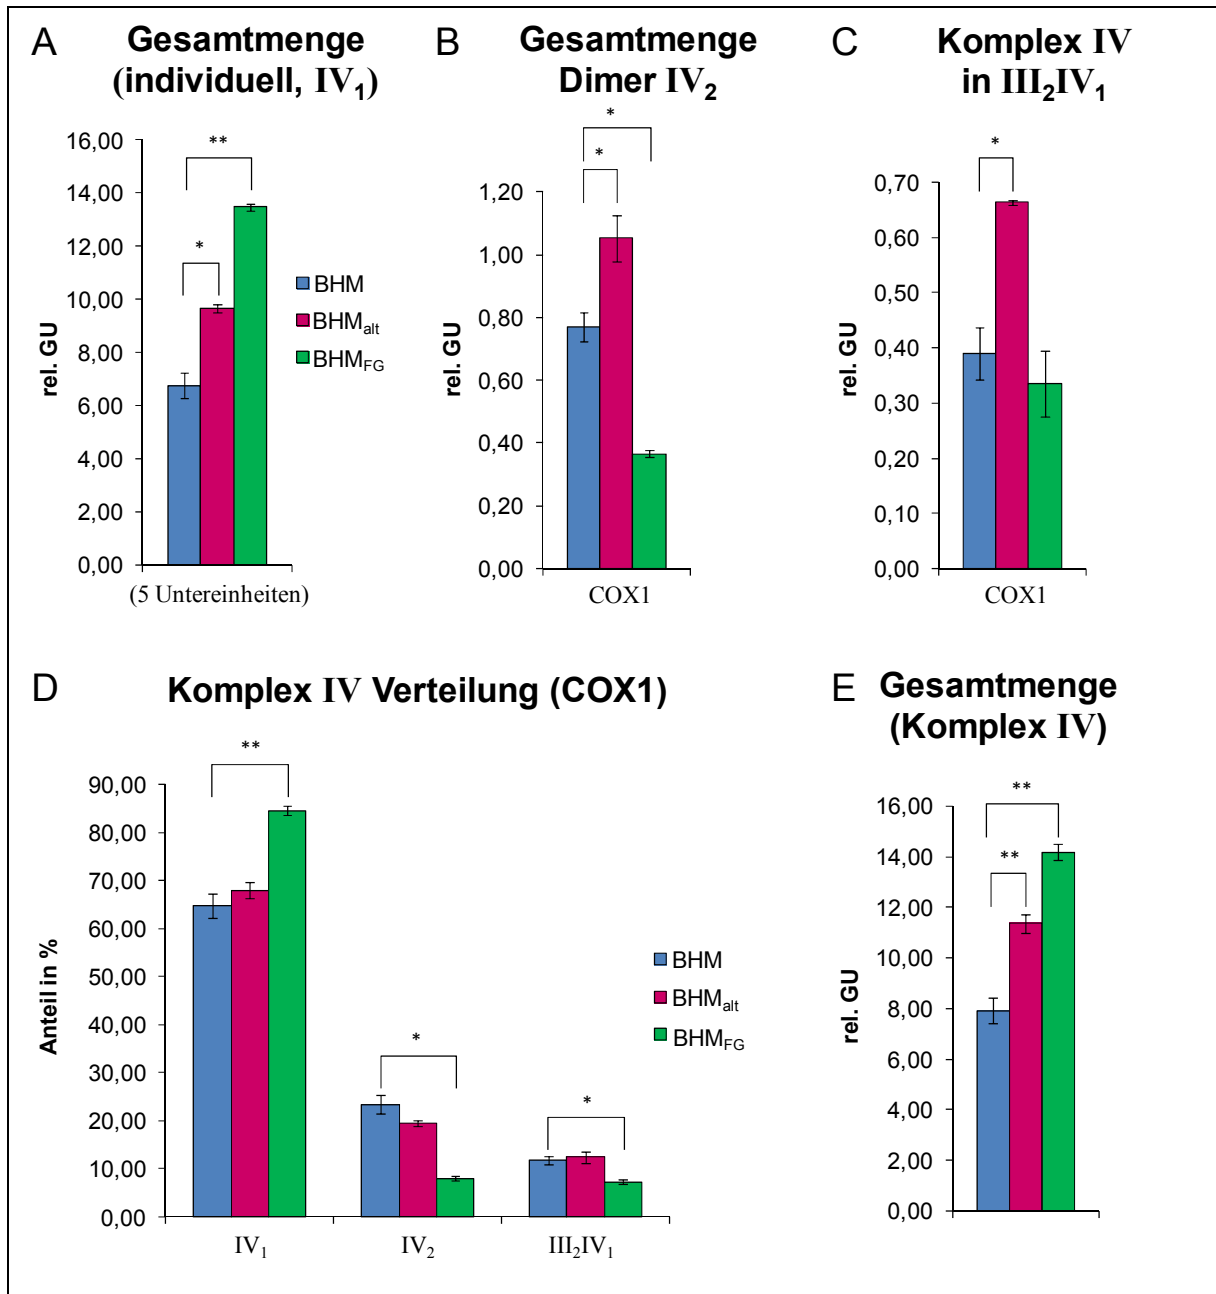 A
Gesamtmenge
(individuell, IV₁)
rel. GU
16,00
14,00
12,00
10,00
8,00
6,00
4,00
2,00
0,00
**
*
(5 Untereinheiten)
BHM
BHMalt
BHMFG
B
Gesamtmenge
Dimer IV₂
rel. GU
1,20
1,00
0,80
0,60
0,40
0,20
0,00
*
*
COX1
C
Komplex IV
in III₂IV₁
rel. GU
0,70
0,60
0,50
0,40
0,30
0,20
0,10
0,00
*
COX1
D
Komplex IV Verteilung (COX1)
Anteil in %
90,00
80,00
70,00
60,00
50,00
40,00
30,00
20,00
10,00
0,00
**
*
*
IV₁
IV₂
III₂IV₁
BHM
BHMalt
BHMFG
E
Gesamtmenge
(Komplex IV)
rel. GU
16,00
14,00
12,00
10,00
8,00
6,00
4,00
2,00
0,00
**
**